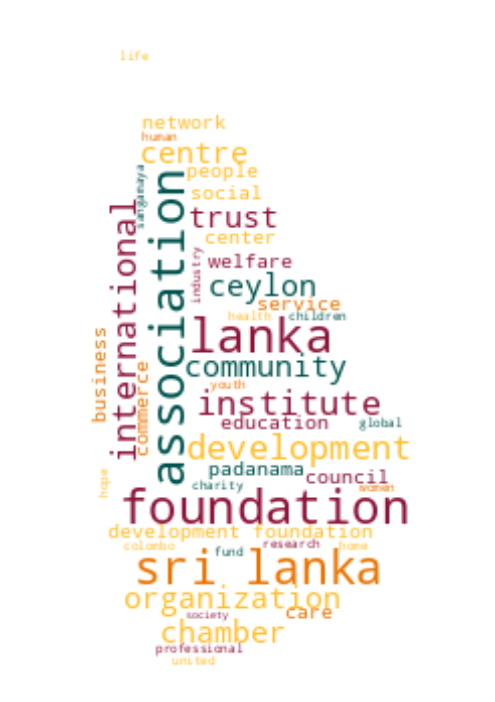 life
network
human
centre
people
sanganaya
social
international
association
trust
center
industry
welfare
ceylon
service
health
children
lanka
business
community
commerce
youth
institute
education
global
development
padanama
council
hope
charity
women
foundation
development foundation
colombo
fund
research
home
sri lanka
organization
society
care
chamber
professional
united